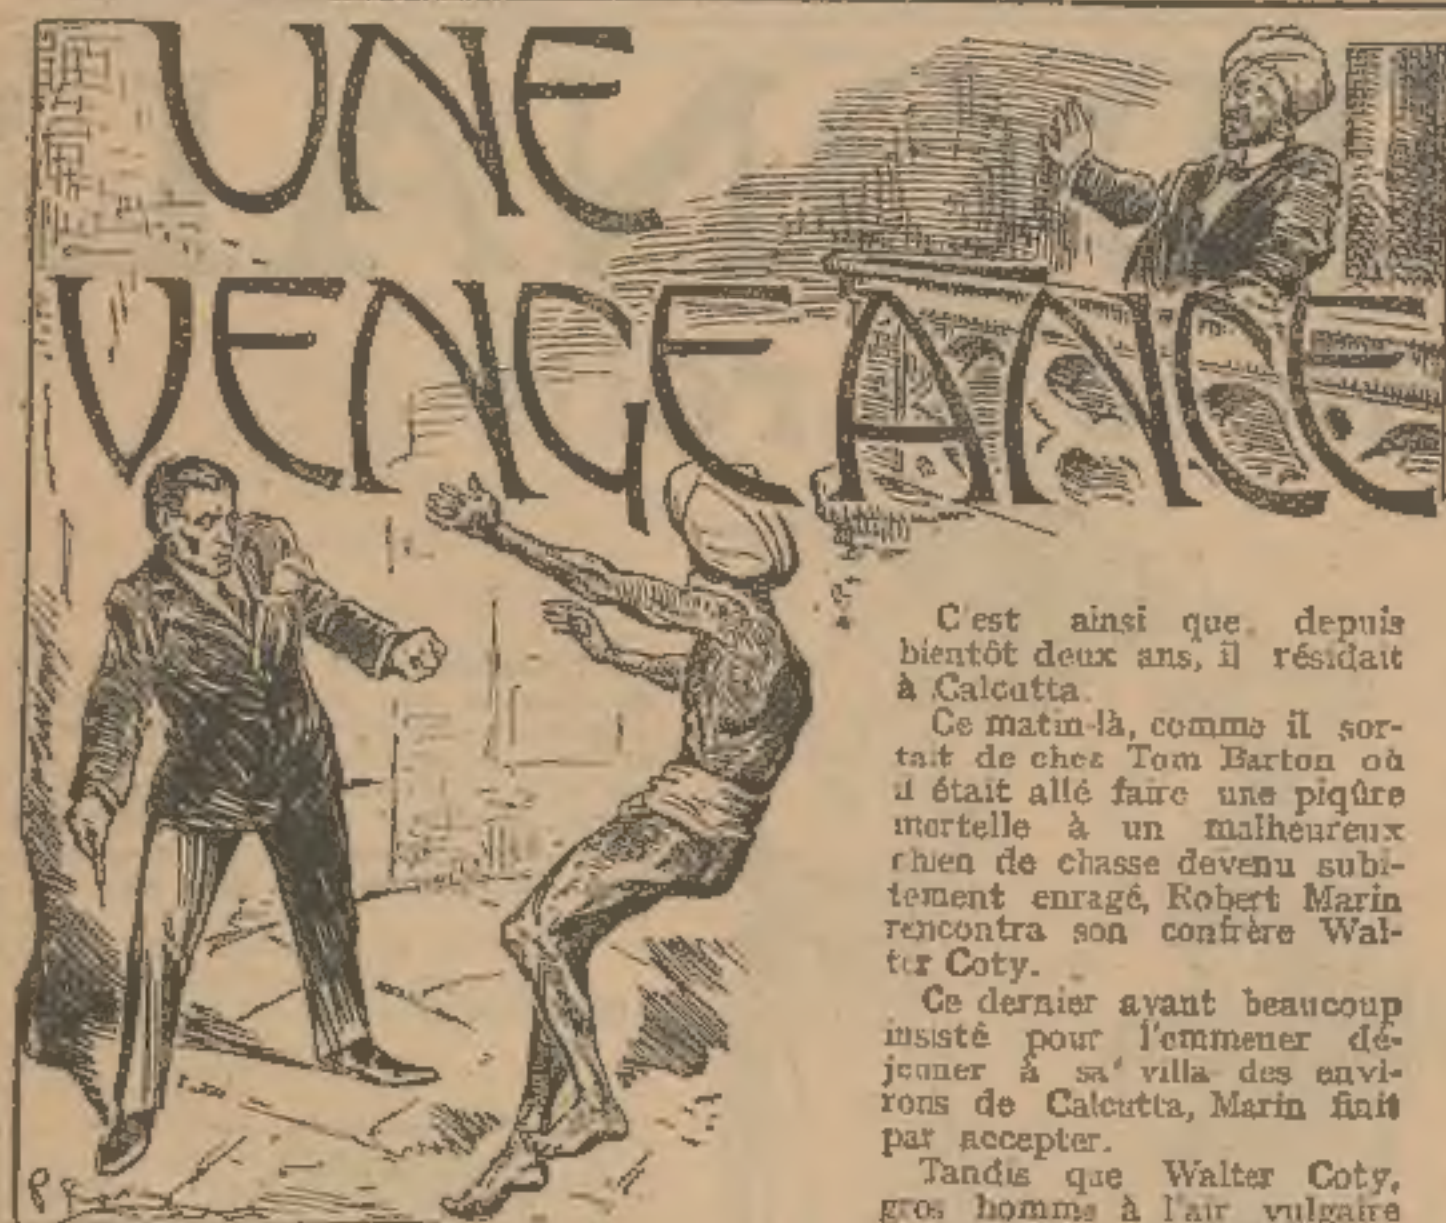 UNE
VENGEANCE
C'est ainsi que, depuis
bientôt deux ans, il résidait
à Calcutta.
Ce matin-là, comme il sor-
tait de chez Tom Barton où
il était allé faire une piqûre
mortelle à un malheureux
chien de chasse devenu subi-
tement enragé, Robert Marin
rencontra son confrère Wal-
ter Coty.
Ce dernier ayant beaucoup
insisté pour l'emmener dé-
jeuner à sa villa des envi-
rons de Calcutta, Marin finit
par accepter.
Tandis que Walter Coty,
gros homme à l'air vulgaire